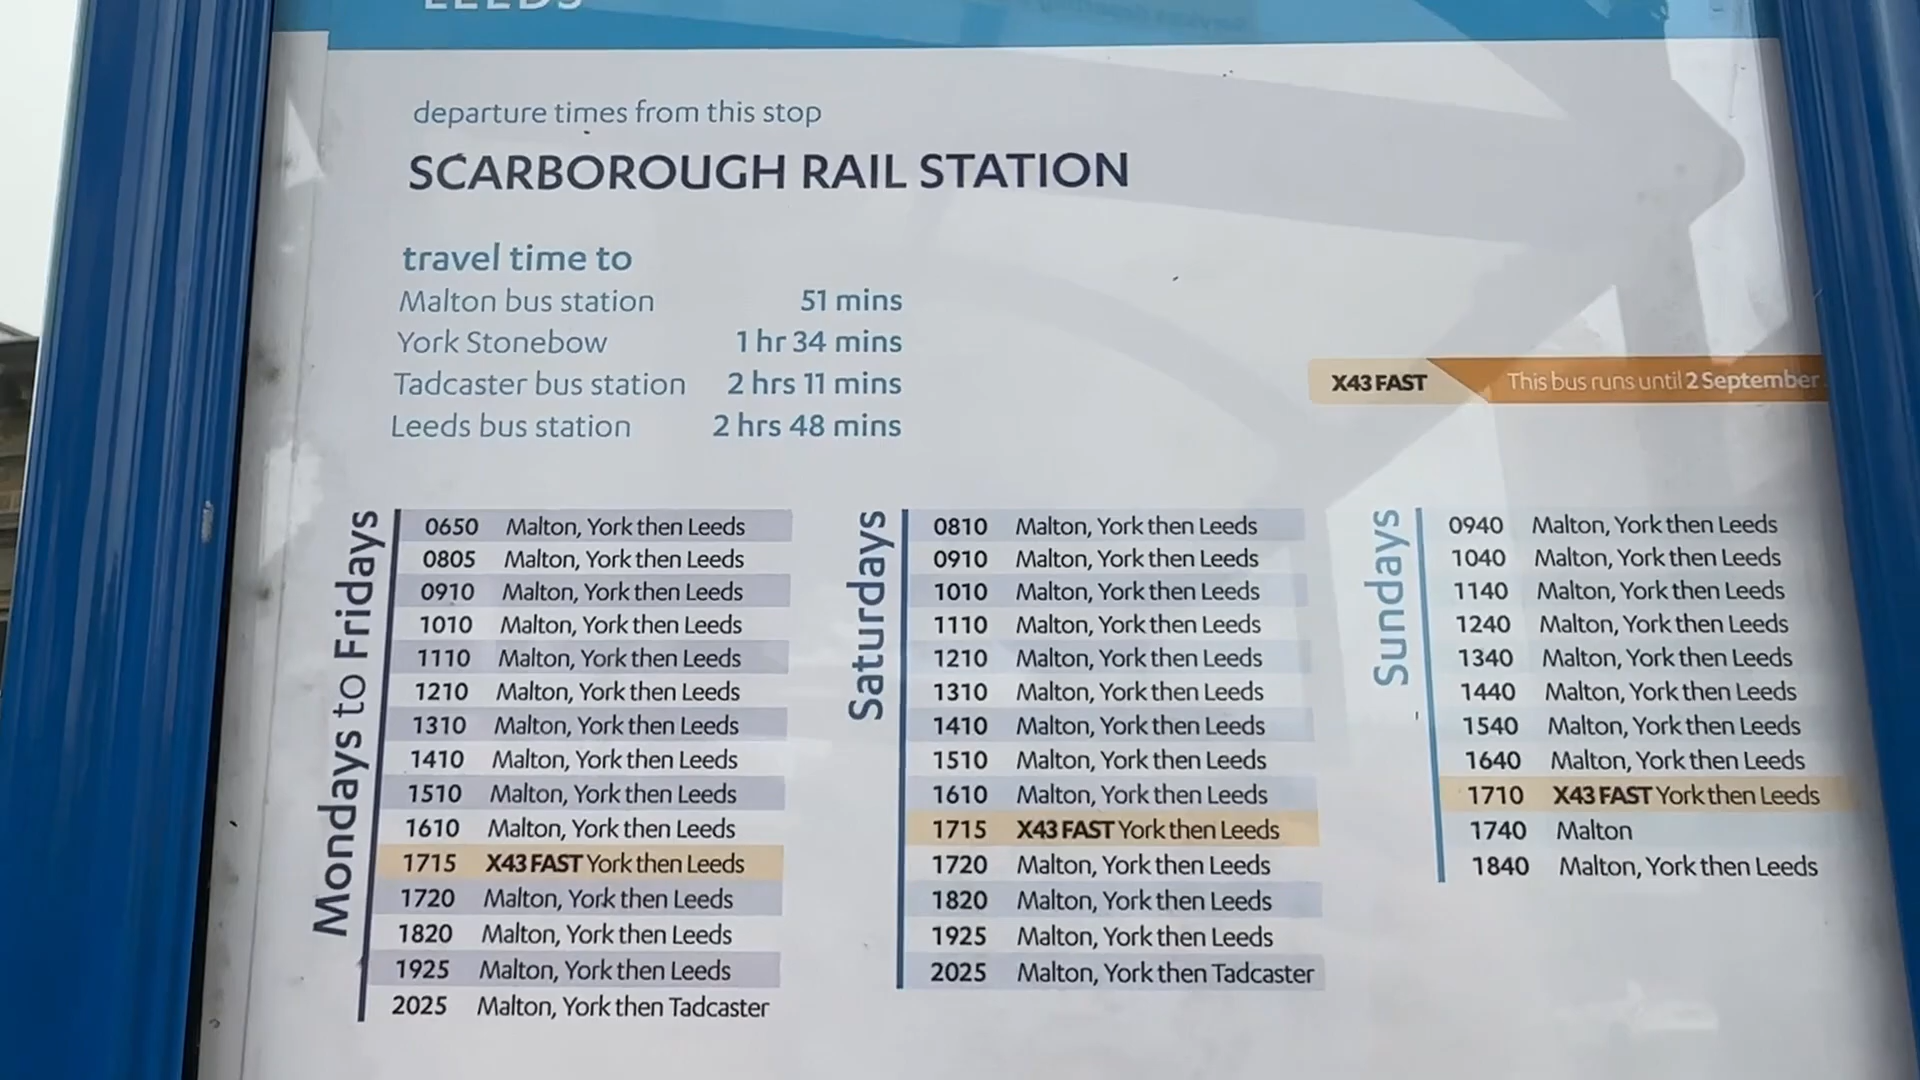 LEEDS
departure times from this stop
SCARBOROUGH RAIL STATION
travel time to
Malton bus station 51 mins
York Stonebow 1 hr 34 mins
Tadcaster bus station 2 hrs 11 mins
Leeds bus station 2 hrs 48 mins
X43 FAST This bus runs until 2 September
Mondays to Fridays
0650 Malton, York then Leeds
0805 Malton, York then Leeds
0910 Malton, York then Leeds
1010 Malton, York then Leeds
1110 Malton, York then Leeds
1210 Malton, York then Leeds
1310 Malton, York then Leeds
1410 Malton, York then Leeds
1510 Malton, York then Leeds
1610 Malton, York then Leeds
1715 X43 FAST York then Leeds
1720 Malton, York then Leeds
1820 Malton, York then Leeds
1925 Malton, York then Leeds
2025 Malton, York then Tadcaster
Saturdays
0810 Malton, York then Leeds
0910 Malton, York then Leeds
1010 Malton, York then Leeds
1110 Malton, York then Leeds
1210 Malton, York then Leeds
1310 Malton, York then Leeds
1410 Malton, York then Leeds
1510 Malton, York then Leeds
1610 Malton, York then Leeds
1715 X43 FAST York then Leeds
1720 Malton, York then Leeds
1820 Malton, York then Leeds
1925 Malton, York then Leeds
2025 Malton, York then Tadcaster
Sundays
0940 Malton, York then Leeds
1040 Malton, York then Leeds
1140 Malton, York then Leeds
1240 Malton, York then Leeds
1340 Malton, York then Leeds
1440 Malton, York then Leeds
1540 Malton, York then Leeds
1640 Malton, York then Leeds
1710 X43 FAST York then Leeds
1740 Malton
1840 Malton, York then Leeds